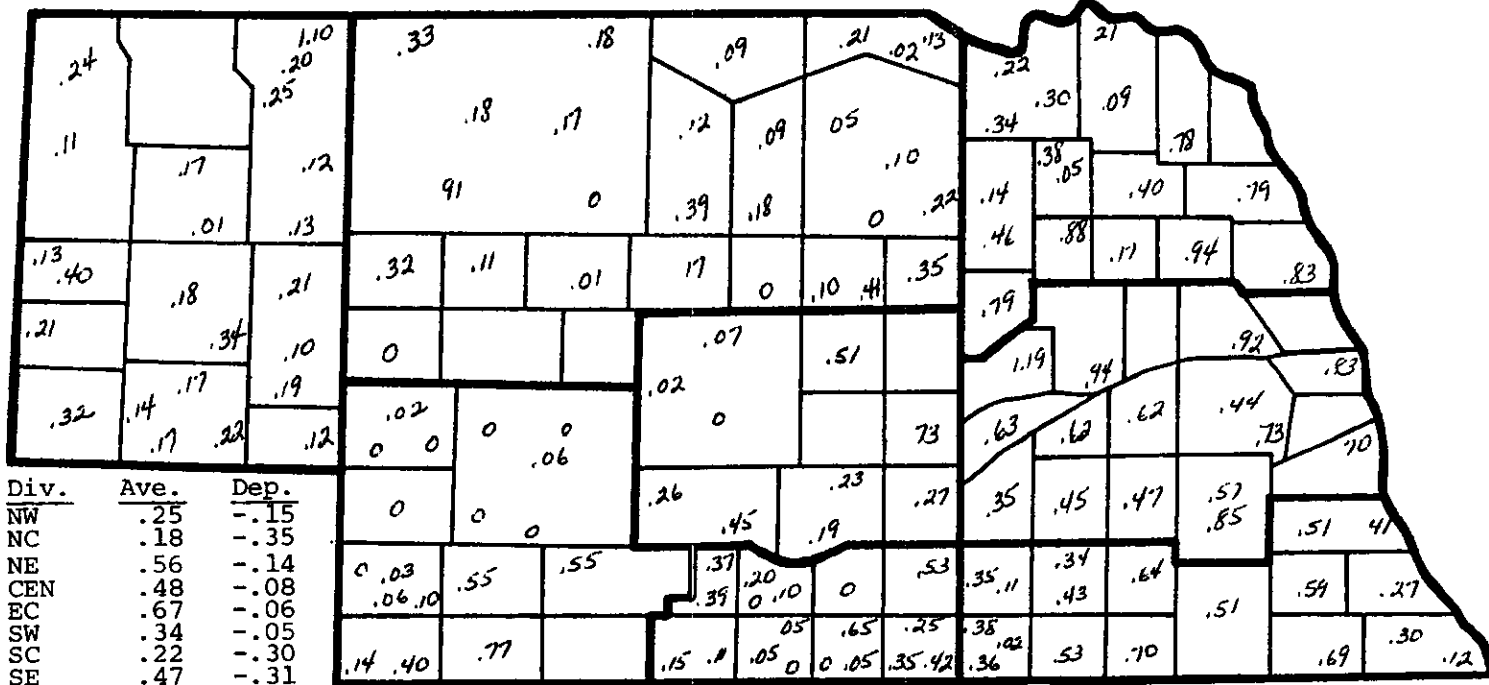 1.10 .33 .18 .21 .13 21
.24 .20 .09 .02 .22
.25 .30 .09
.18 .17 .12 .09 05 .34
.11 .78
.17 .12 .10 .38 .05
91 0 .39 .18 0 .22 .14 .40 .79
.01 .13 .46 .88 .17 .94
.13 .40 .32 .11 .01 17 0 .10 .41 .35 .83
.18 .21 .79
.21 .34 .10 0 .07 .51 1.19 .94 .92 .83
.17 .19 .02
.32 .14 .17 .22 .12 .02 0 0 0 0 .06 0 73 .63 .62 .62 .44 .73 .70
Div. Ave. Dep.
NW .25 -.15
NC .18 -.35
NE .56 -.14
CEN .48 -.08
EC .67 -.06
SW .34 -.05
SC .22 -.30
SE .47 -.31
0 0 0 .26 .45 .23 .19 .27 .35 .45 .47 .57 .85
.51 41
0 .03 .06 .10 .55 .55 .37 .39 .20 0 .10 0 .53 .35 .11 .34 .43 .64 .51 .59 .27
.14 .40 .77 .15 .11 05 .05 0 .65 0 .05 .25 .35 .42 .38 .02 .36 .53 .70 .69 .30 .12